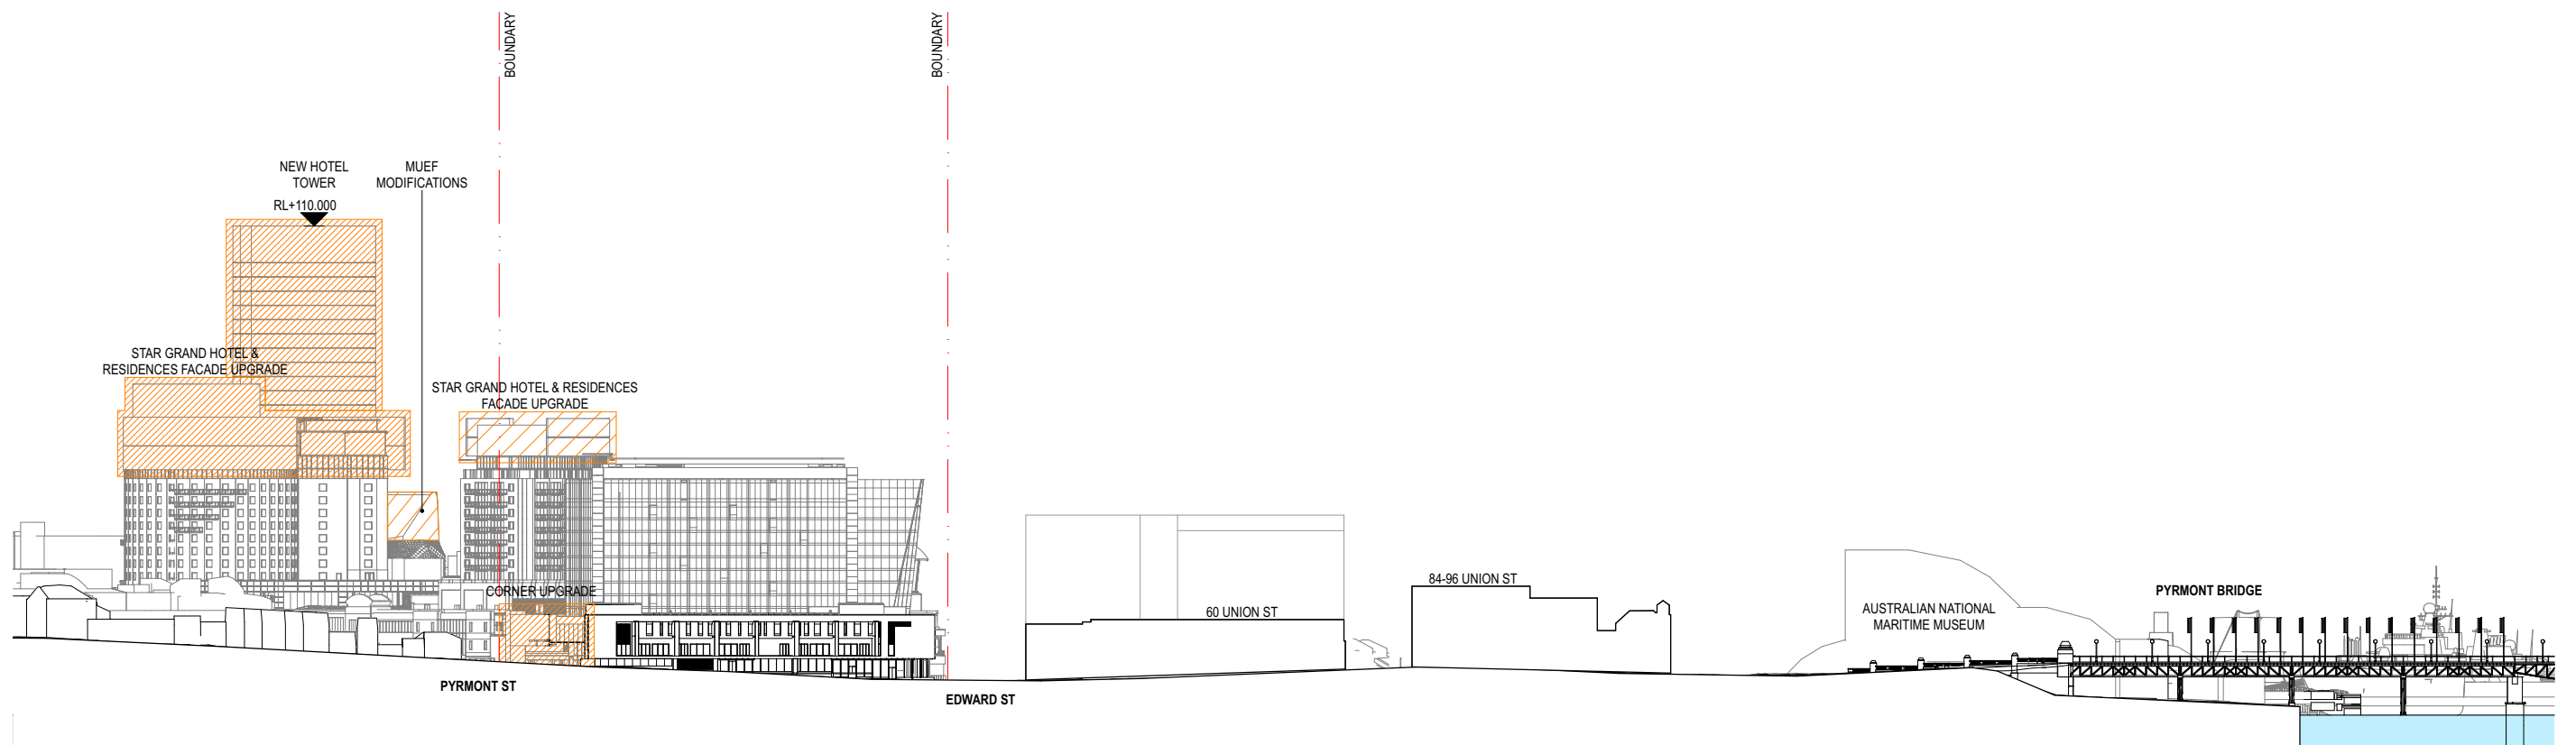 BOUNDARY
BOUNDARY
NEW HOTEL
TOWER
RL+110.000
MUEF
MODIFICATIONS
STAR GRAND HOTEL &
RESIDENCES FACADE UPGRADE
STAR GRAND HOTEL & RESIDENCES
FACADE UPGRADE
CORNER UPGRADE
60 UNION ST
84-96 UNION ST
AUSTRALIAN NATIONAL
MARITIME MUSEUM
PYRMONT BRIDGE
PYRMONT ST
EDWARD ST